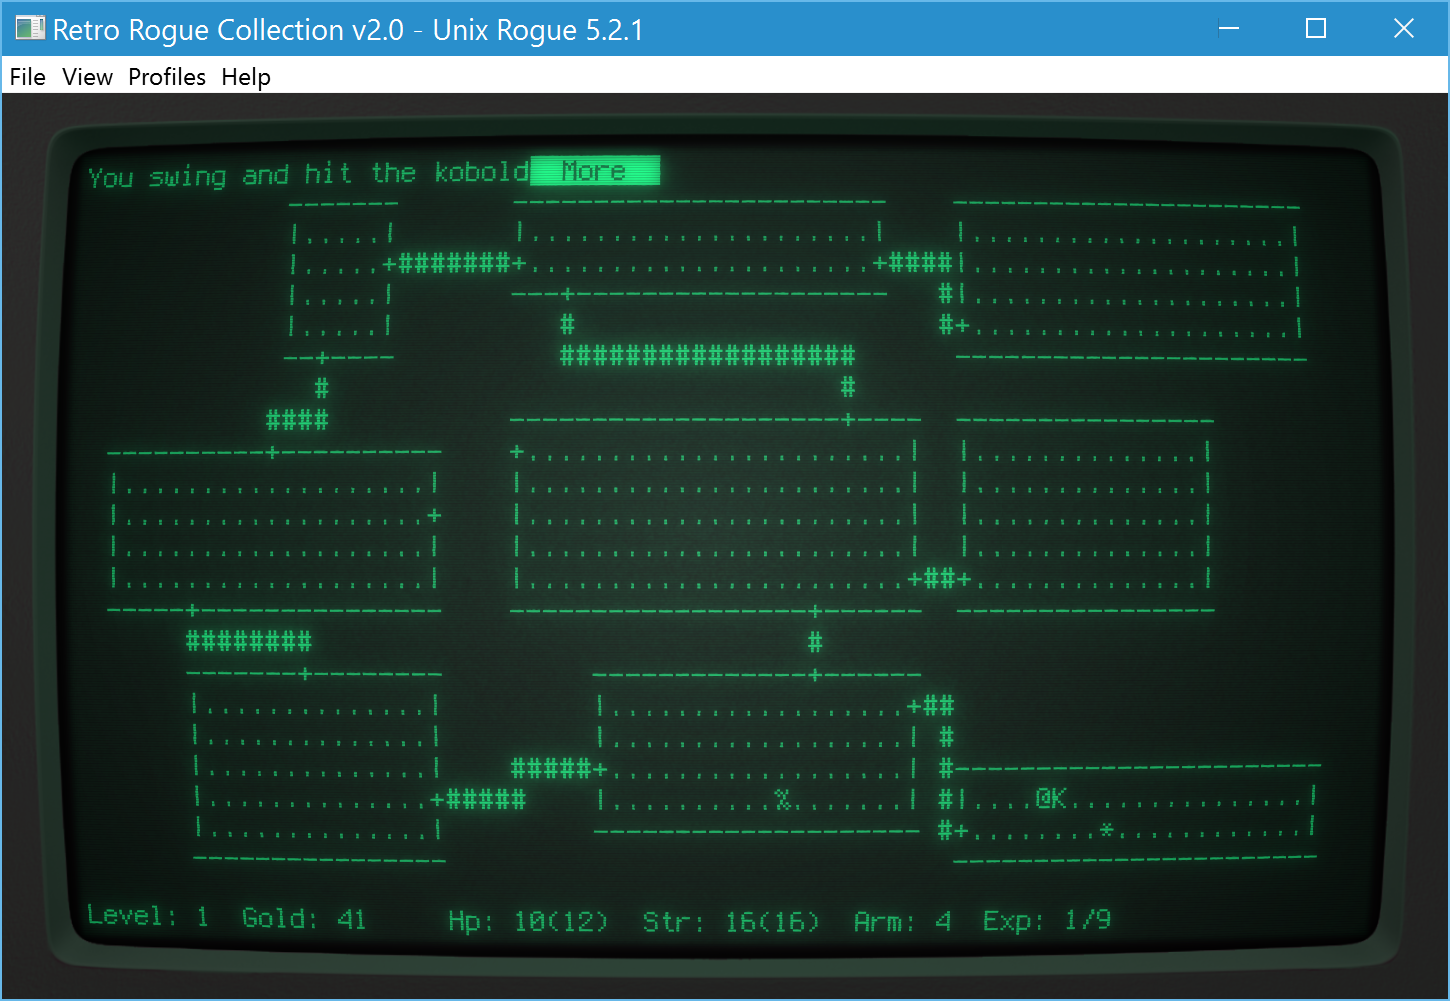 Retro Rogue Collection v2.0 - Unix Rogue 5.2.1
File View Profiles Help
You swing and hit the kobold More
@K
%
*
Level: 1 Gold: 41 Hp: 10(12) Str: 16(16) Arm: 4 Exp: 1/9